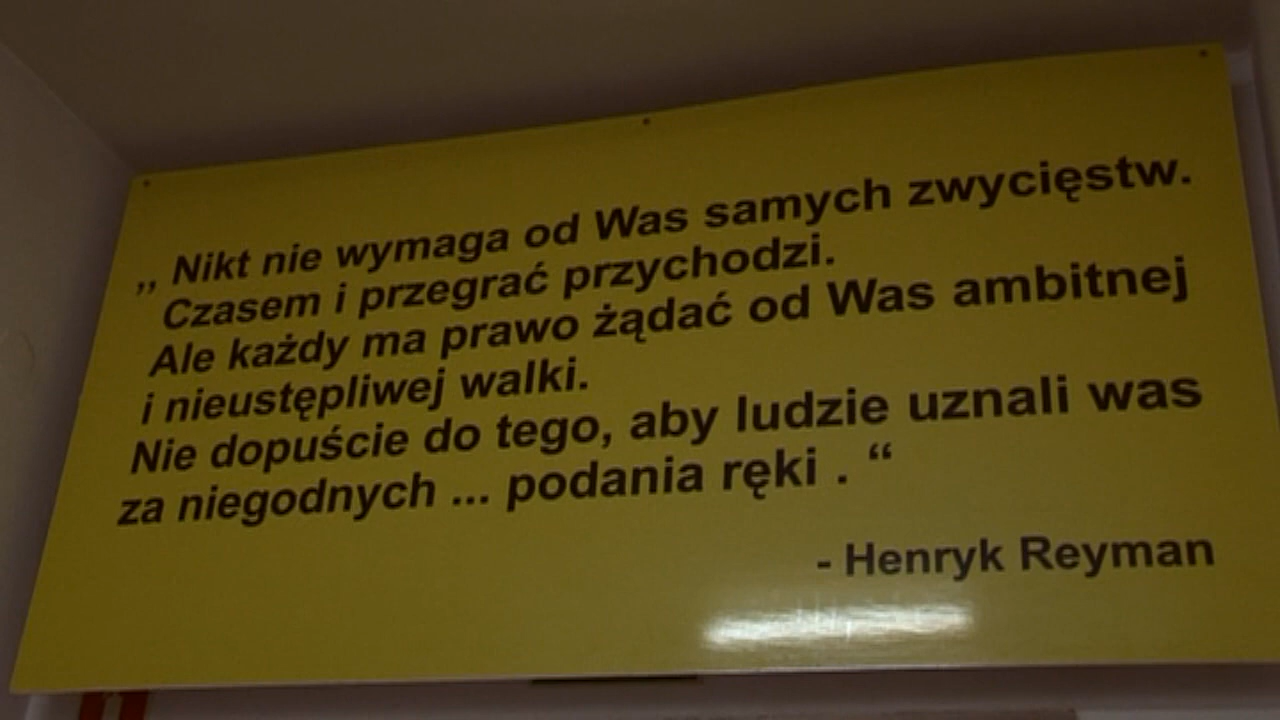 ,, Nikt nie wymaga od Was samych zwycięstw.
Czasem i przegrać przychodzi.
Ale każdy ma prawo żądać od Was ambitnej
i nieustępliwej walki.
Nie dopuście do tego, aby ludzie uznali was
za niegodnych ... podania ręki . “
- Henryk Reyman